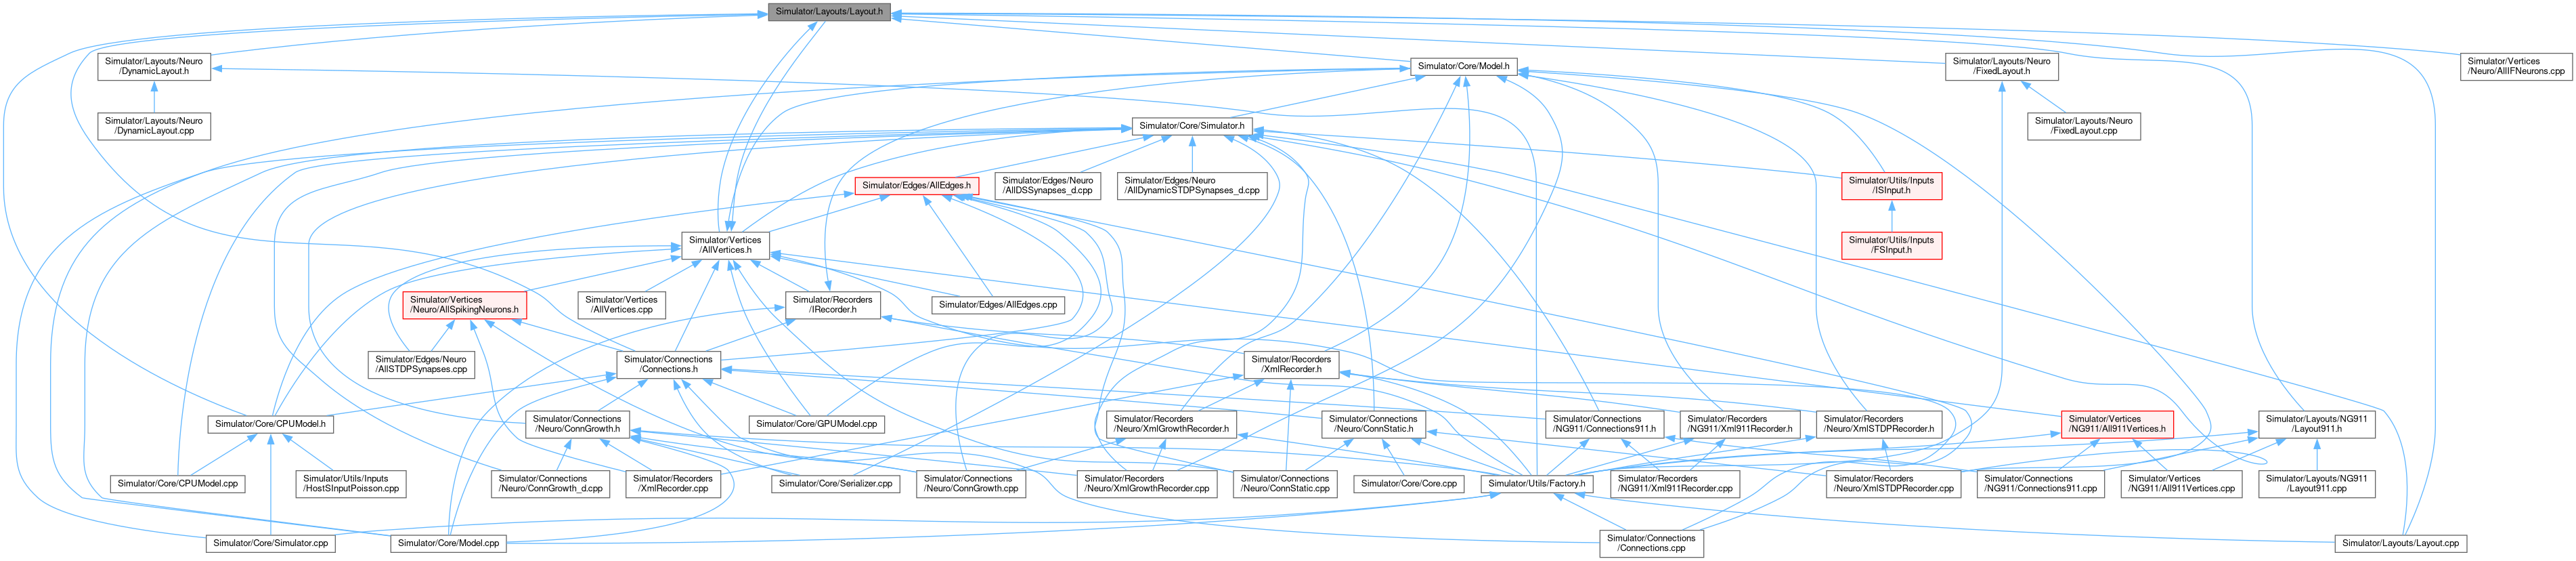 Simulator/Layouts/Layout.h
Simulator/Layouts/Neuro
/DynamicLayout.h
Simulator/Core/Model.h
Simulator/Layouts/Neuro
/FixedLayout.h
Simulator/Vertices
/Neuro/AllIFNeurons.cpp
Simulator/Layouts/Neuro
/DynamicLayout.cpp
Simulator/Core/Simulator.h
Simulator/Layouts/Neuro
/FixedLayout.cpp
Simulator/Edges/AllEdges.h
Simulator/Edges/Neuro
/AllDSSynapses_d.cpp
Simulator/Edges/Neuro
/AllDynamicSTDPSynapses_d.cpp
Simulator/Utils/Inputs
/ISInput.h
Simulator/Vertices
/AllVertices.h
Simulator/Utils/Inputs
/FSInput.h
Simulator/Vertices
/Neuro/AllSpikingNeurons.h
Simulator/Vertices
/AllVertices.cpp
Simulator/Recorders
/IRecorder.h
Simulator/Edges/AllEdges.cpp
Simulator/Edges/Neuro
/AllSTDPSynapses.cpp
Simulator/Connections
/Connections.h
Simulator/Recorders
/XmlRecorder.h
Simulator/Core/CPUModel.h
Simulator/Connections
/Neuro/ConnGrowth.h
Simulator/Core/GPUModel.cpp
Simulator/Recorders
/Neuro/XmlGrowthRecorder.h
Simulator/Connections
/Neuro/ConnStatic.h
Simulator/Connections
/NG911/Connections911.h
Simulator/Recorders
/NG911/Xml911Recorder.h
Simulator/Recorders
/Neuro/XmlSTDPRecorder.h
Simulator/Vertices
/NG911/All911Vertices.h
Simulator/Layouts/NG911
/Layout911.h
Simulator/Core/CPUModel.cpp
Simulator/Utils/Inputs
/HostSInputPoisson.cpp
Simulator/Connections
/Neuro/ConnGrowth_d.cpp
Simulator/Recorders
/XmlRecorder.cpp
Simulator/Core/Serializer.cpp
Simulator/Connections
/Neuro/ConnGrowth.cpp
Simulator/Recorders
/Neuro/XmlGrowthRecorder.cpp
Simulator/Connections
/Neuro/ConnStatic.cpp
Simulator/Core/Core.cpp
Simulator/Utils/Factory.h
Simulator/Recorders
/NG911/Xml911Recorder.cpp
Simulator/Recorders
/Neuro/XmlSTDPRecorder.cpp
Simulator/Connections
/NG911/Connections911.cpp
Simulator/Vertices
/NG911/All911Vertices.cpp
Simulator/Layouts/NG911
/Layout911.cpp
Simulator/Core/Simulator.cpp
Simulator/Core/Model.cpp
Simulator/Connections
/Connections.cpp
Simulator/Layouts/Layout.cpp